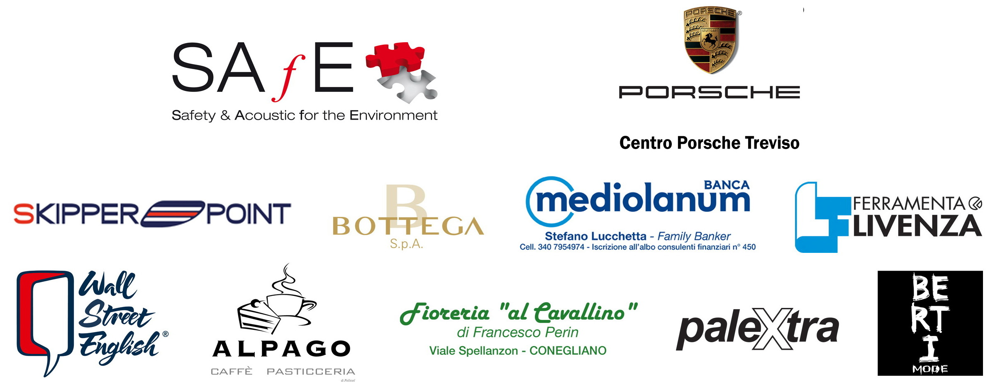 SAfE
Safety & Acoustic for the Environment
PORSCHE ®
STUTTGART
PORSCHE
Centro Porsche Treviso
SKIPPER POINT
B
BOTTEGA
S.p.A.
BANCA
mediolanum
Stefano Lucchetta - Family Banker
Cell. 340 7954974 - Iscrizione all'albo consulenti finanziari n° 450
FERRAMENTA
LIVENZA
Wall
Street
English®
ALPAGO
CAFFÈ PASTICCERIA
di Pollesel
Fioreria "al Cavallino"
di Francesco Perin
Viale Spellanzon - CONEGLIANO
paleXtra
BE
RT
I
MODE